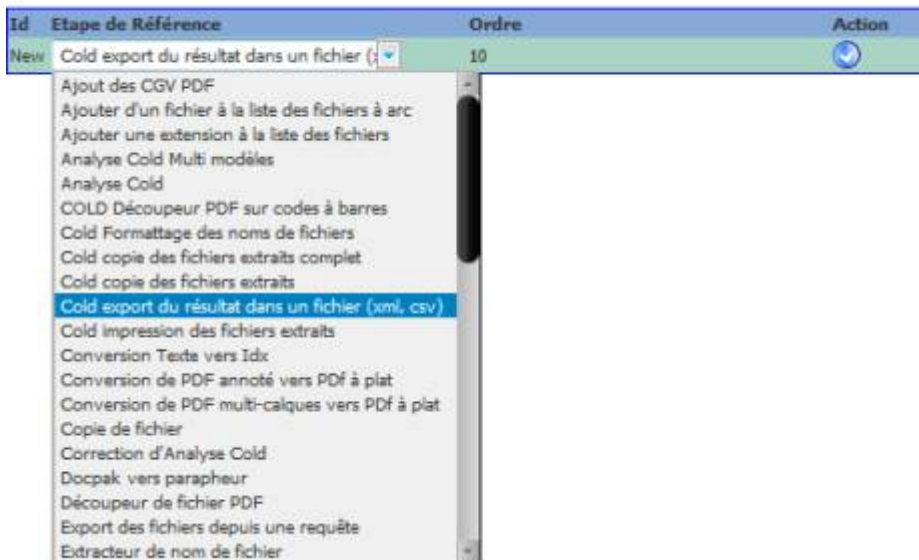 Id Etape de Référence Ordre Action
New Cold export du résultat dans un fichier (x 10
Ajout des CGV PDF
Ajouter d'un fichier à la liste des fichiers à arc
Ajouter une extension à la liste des fichiers
Analyse Cold Multi modèles
Analyse Cold
COLD Découpeur PDF sur codes à barres
Cold Formattage des noms de fichiers
Cold copie des fichiers extraits complet
Cold copie des fichiers extraits
Cold export du résultat dans un fichier (xml, csv)
Cold impression des fichiers extraits
Conversion Texte vers Idx
Conversion de PDF annoté vers PDf à plat
Conversion de PDF multi-calques vers PDf à plat
Copie de fichier
Correction d'Analyse Cold
Docpak vers parapheur
Découpeur de fichier PDF
Export des fichiers depuis une requête
Extracteur de nom de fichier